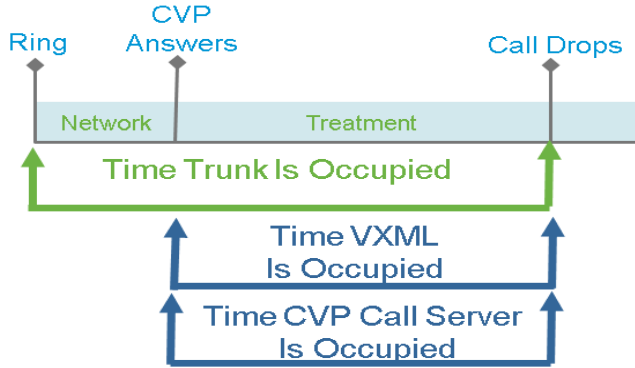 CVP
Ring Answers Call Drops
Network Treatment
Time Trunk Is Occupied
Time VXML
Is Occupied
Time CVP Call Server
Is Occupied